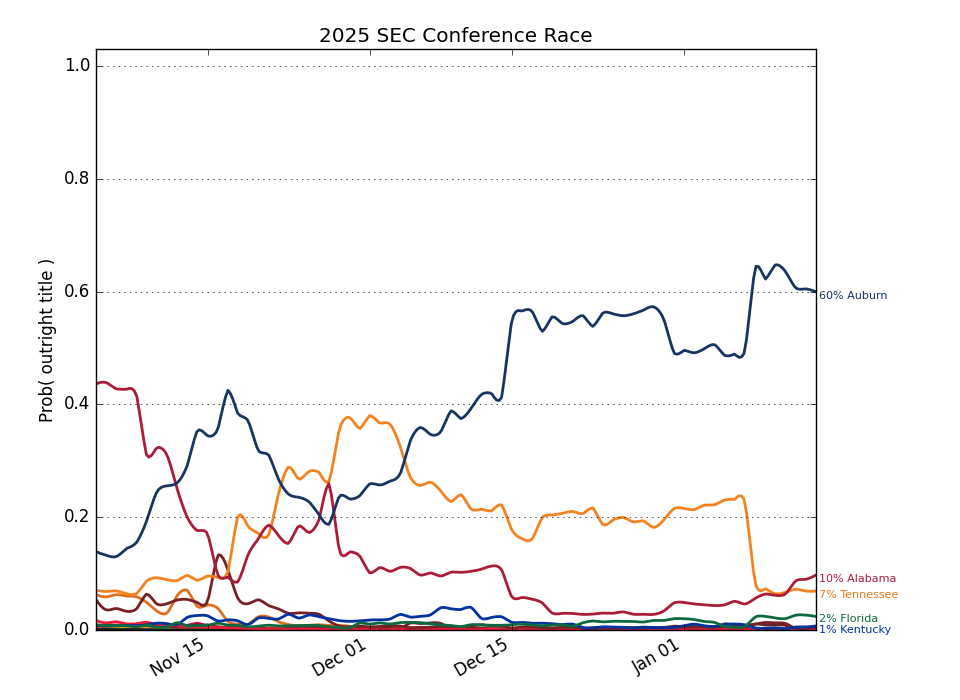 2025 SEC Conference Race
Prob( outright title )
1.0
0.8
0.6
0.4
0.2
0.0
60% Auburn
10% Alabama
7% Tennessee
2% Florida
1% Kentucky
Nov 15
Dec 01
Dec 15
Jan 01